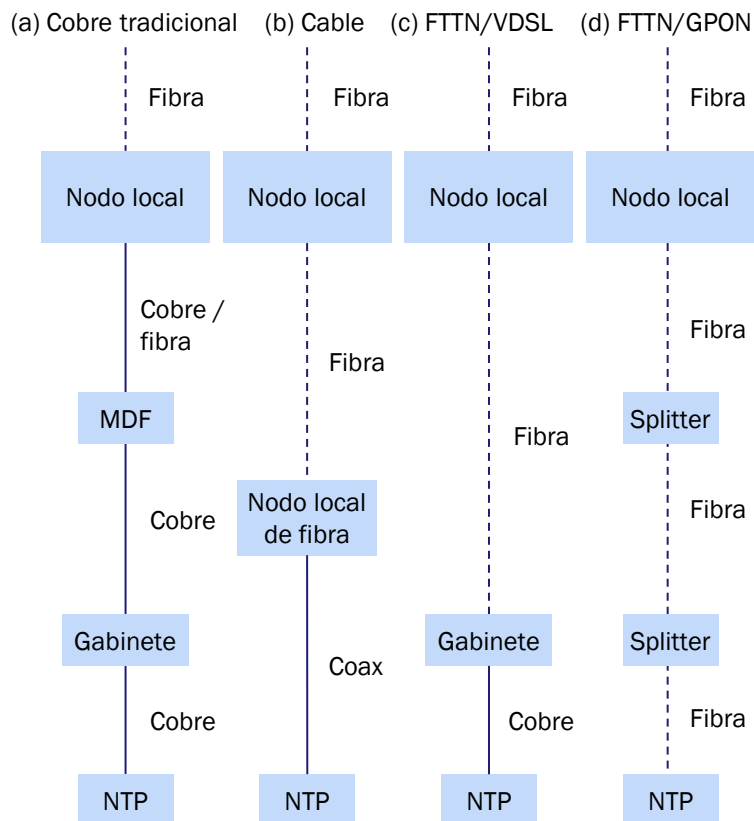 (a) Cobre tradicional
(b) Cable
(c) FTTN/VDSL
(d) FTTN/GPON
Fibra
Fibra
Fibra
Fibra
Nodo local
Nodo local
Nodo local
Nodo local
Cobre /
fibra
Fibra
Fibra
Fibra
MDF
Splitter
Cobre
Nodo local
de fibra
Fibra
Gabinete
Gabinete
Splitter
Coax
Cobre
Cobre
Fibra
NTP
NTP
NTP
NTP